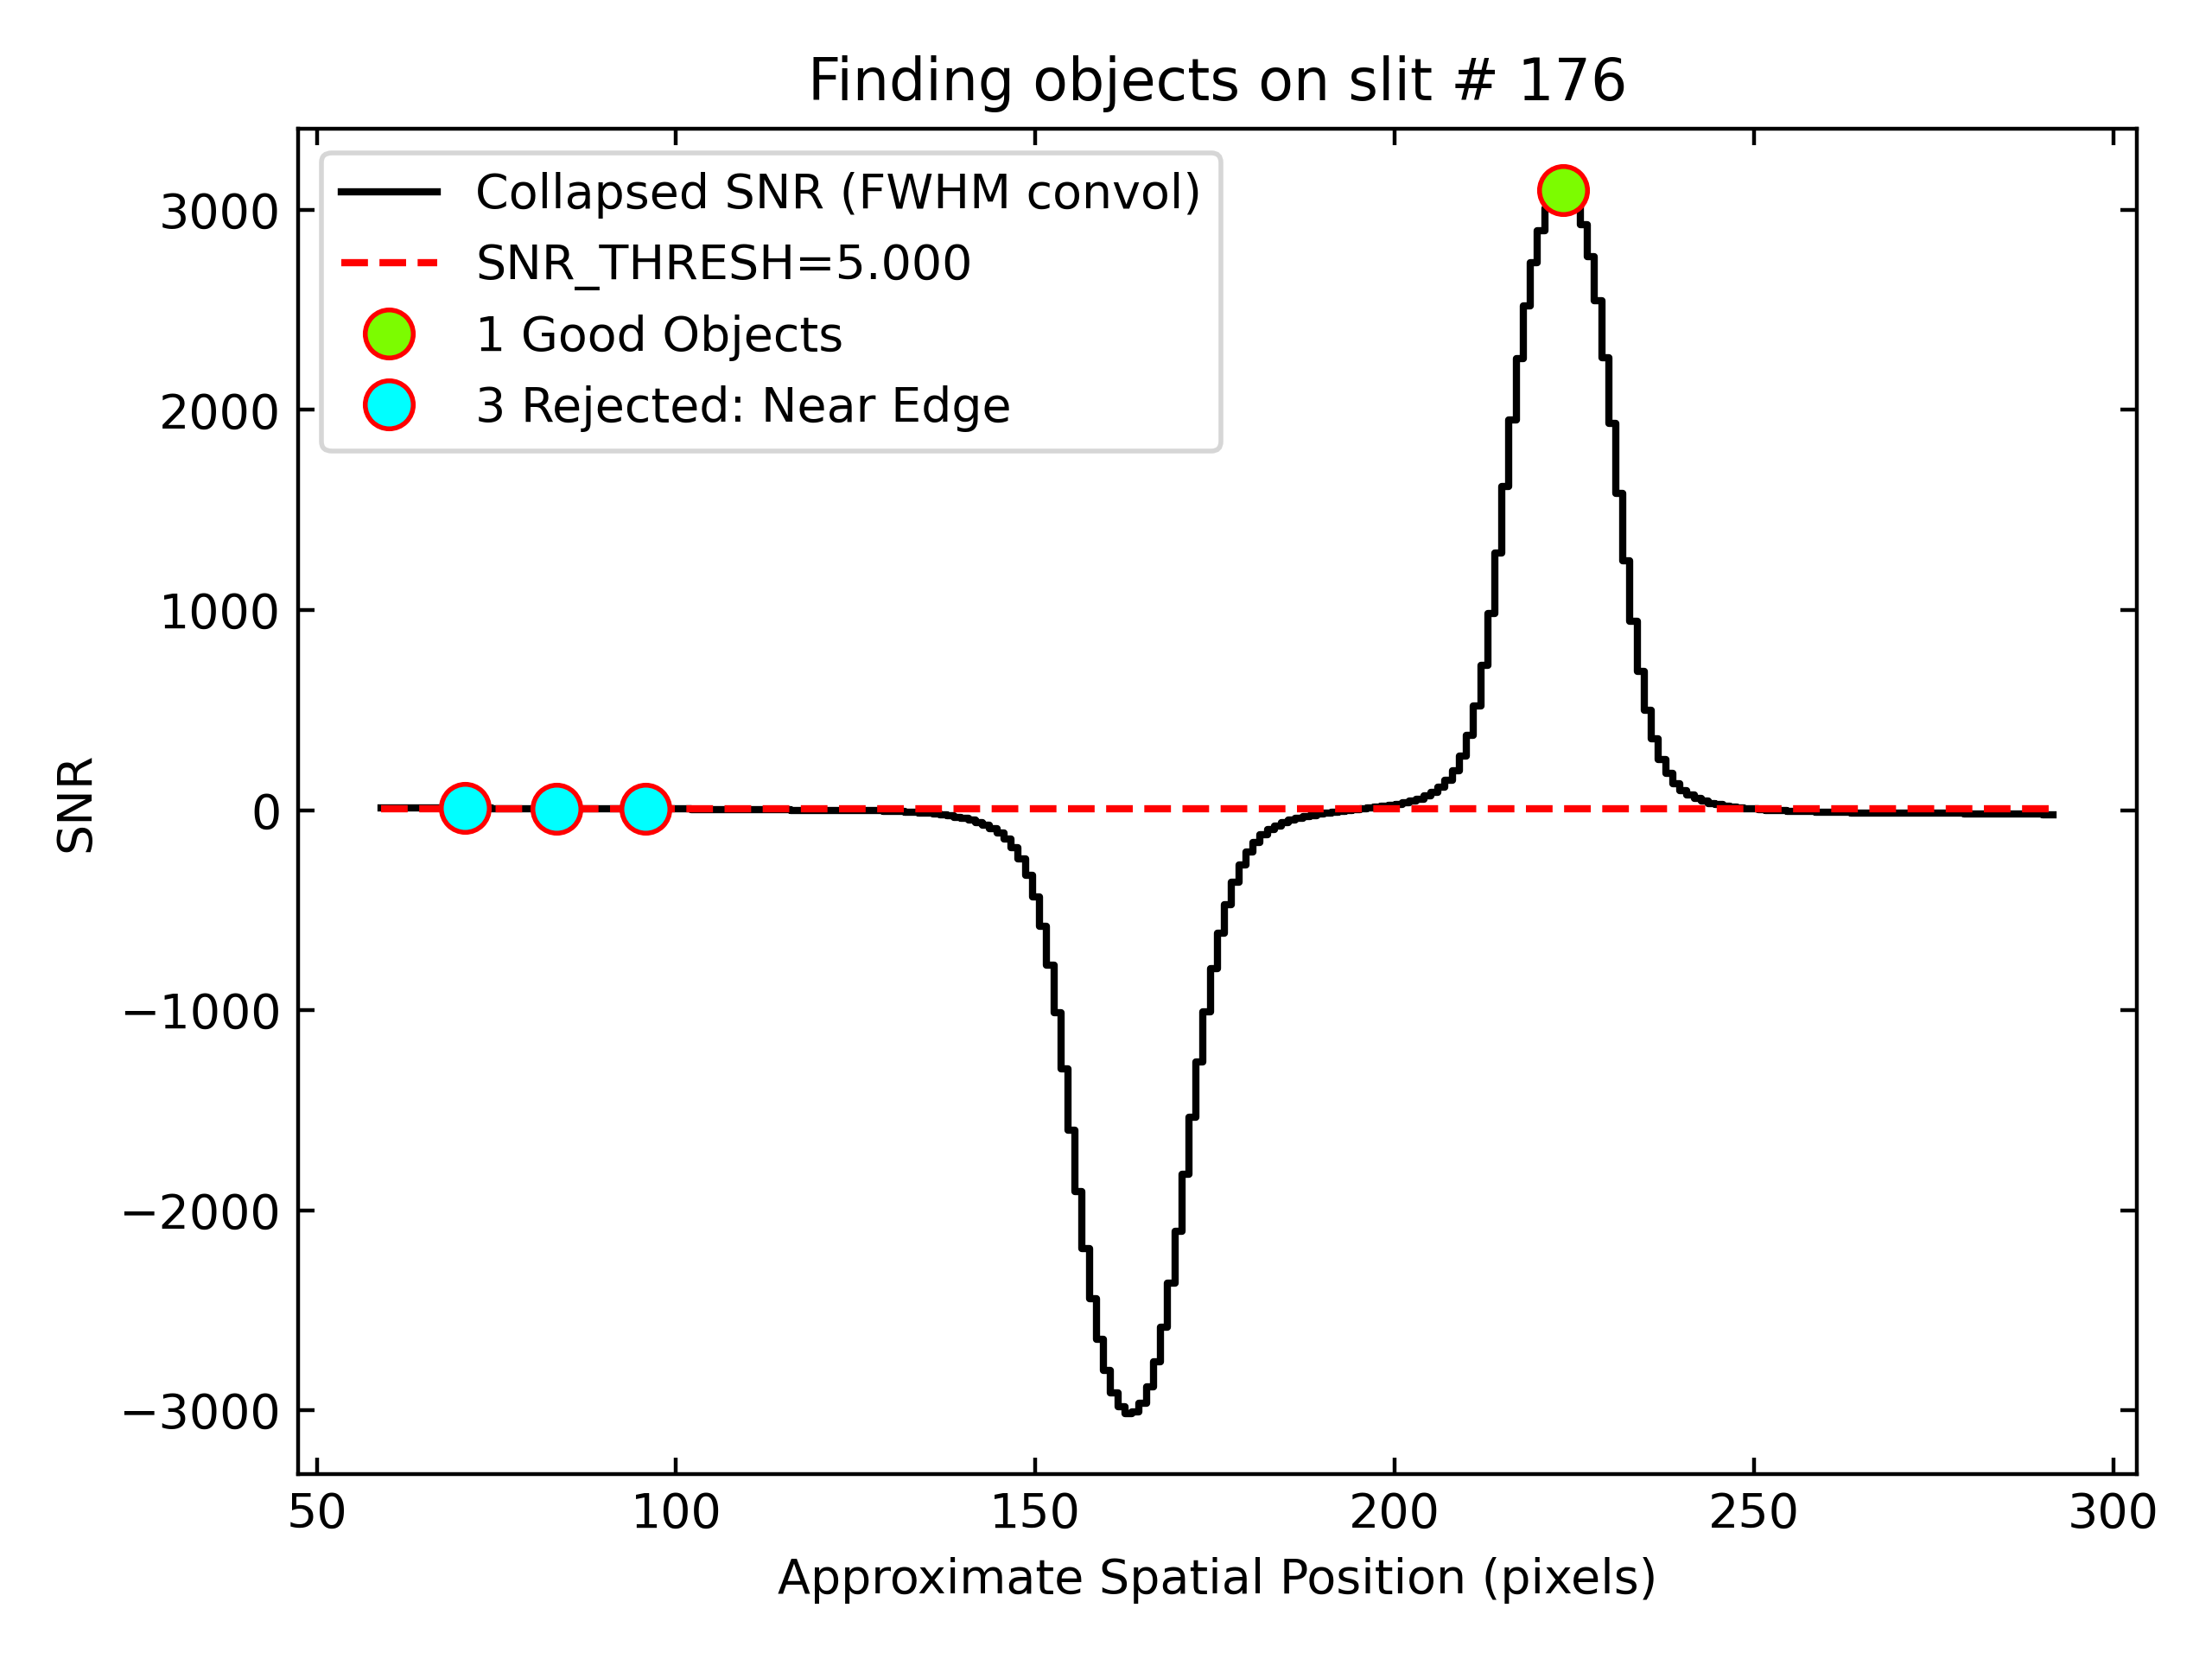 Finding objects on slit # 176
Collapsed SNR (FWHM convol)
SNR_THRESH=5.000
1 Good Objects
3 Rejected: Near Edge
3000
2000
1000
0
−1000
−2000
−3000
SNR
50 100 150 200 250 300
Approximate Spatial Position (pixels)